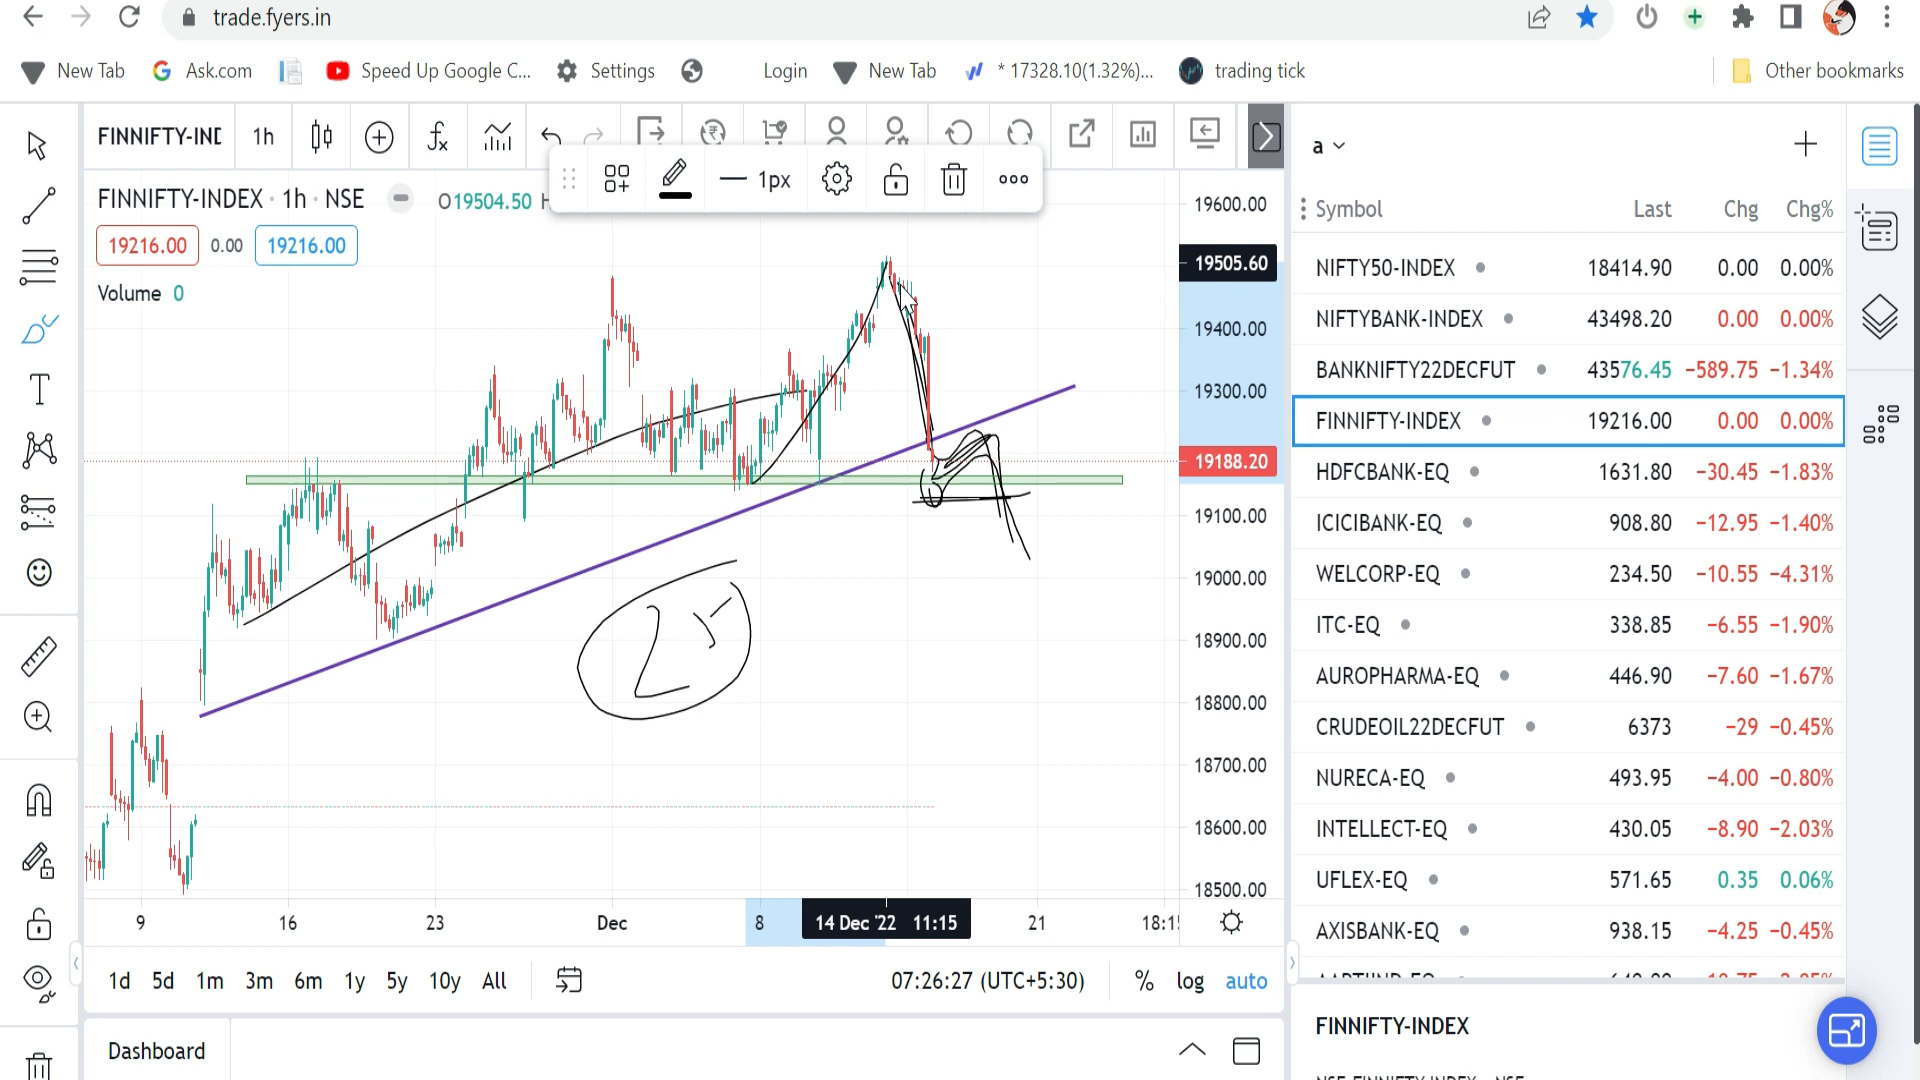 trade.fyers.in
New Tab Ask.com Speed Up Google C... Settings Login New Tab * 17328.10(1.32%)... trading tick Other bookmarks
FINNIFTY-IND 1h
1px
FINNIFTY-INDEX · 1h · NSE O19504.50 H
19216.00 0.00 19216.00
Volume 0
19600.00
19505.60
19400.00
19300.00
19188.20
19100.00
19000.00
18900.00
18800.00
18700.00
18600.00
18500.00
9 16 23 Dec 8 14 Dec '22 11:15 21 18:1
1d 5d 1m 3m 6m 1y 5y 10y All 07:26:27 (UTC+5:30) % log auto
Dashboard
a
Symbol Last Chg Chg%
NIFTY50-INDEX 18414.90 0.00 0.00%
NIFTYBANK-INDEX 43498.20 0.00 0.00%
BANKNIFTY22DECFUT 43576.45 −589.75 −1.34%
FINNIFTY-INDEX 19216.00 0.00 0.00%
HDFCBANK-EQ 1631.80 −30.45 −1.83%
ICICIBANK-EQ 908.80 −12.95 −1.40%
WELCORP-EQ 234.50 −10.55 −4.31%
ITC-EQ 338.85 −6.55 −1.90%
AUROPHARMA-EQ 446.90 −7.60 −1.67%
CRUDEOIL22DECFUT 6373 −29 −0.45%
NURECA-EQ 493.95 −4.00 −0.80%
INTELLECT-EQ 430.05 −8.90 −2.03%
UFLEX-EQ 571.65 0.35 0.06%
AXISBANK-EQ 938.15 −4.25 −0.45%
FINNIFTY-INDEX